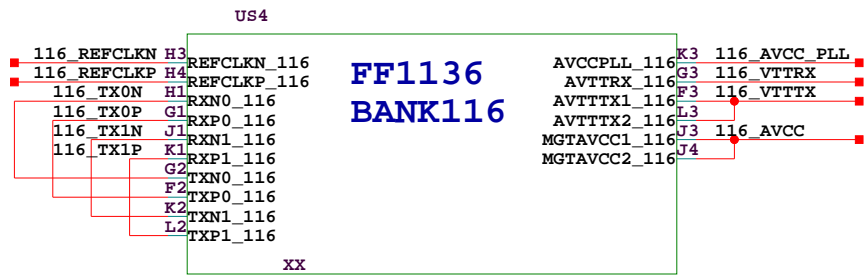 US4
116_REFCLKN H3 REFCLKN_116 FF1136 AVCCPLL_116 K3 116_AVCC_PLL
116_REFCLKP H4 REFCLKP_116 AVTTRX_116 G3 116_VTTRX
116_TX0N H1 RXN0_116 BANK116 AVTTTX1_116 F3 116_VTTTX
116_TX0P G1 RXP0_116 AVTTTX2_116 L3
116_TX1N J1 RXN1_116 MGTAVCC1_116 J3 116_AVCC
116_TX1P K1 RXP1_116 MGTAVCC2_116 J4
G2 TXN0_116
F2 TXP0_116
K2 TXN1_116
L2 TXP1_116
XX